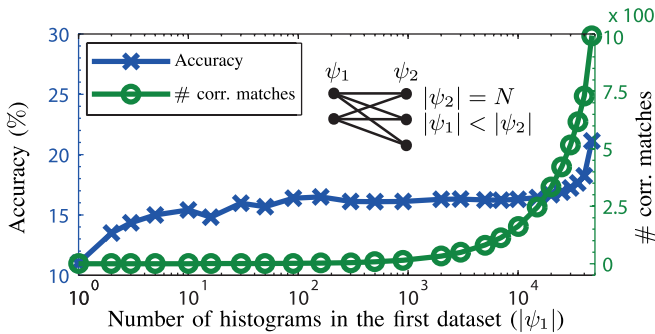 x 100
30
25
20
15
10
Accuracy (%)
Accuracy
# corr. matches
ψ1 ψ2
|ψ2| = N
|ψ1| < |ψ2|
10
7.5
5
2.5
0
# corr. matches
10^0 10^1 10^2 10^3 10^4
Number of histograms in the first dataset (|ψ1|)